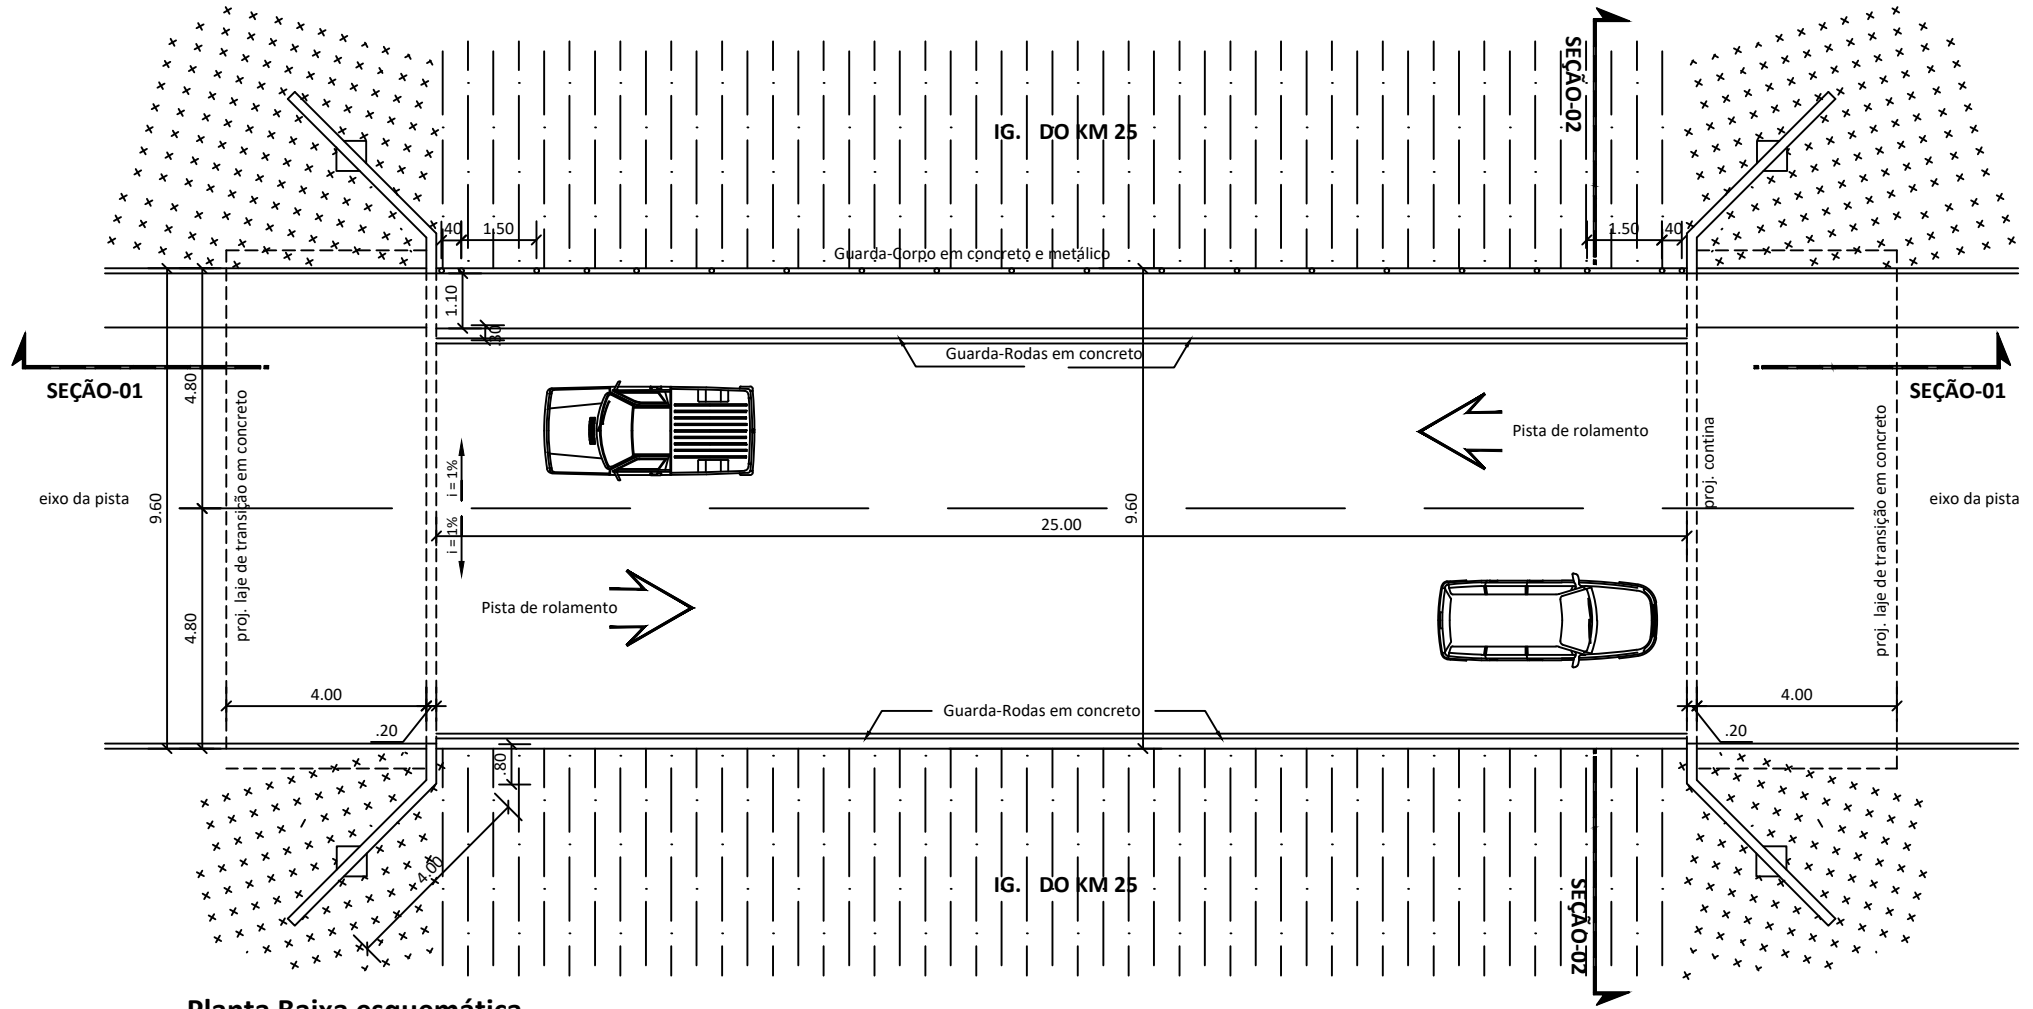 SEÇÃO-02
IG. DO KM 25
.40
1.50
1.50
.40
Guarda-Corpo em concreto e metálico
1.10
.30
Guarda-Rodas em concreto
SEÇÃO-01
SEÇÃO-01
4.80
proj. laje de transição em concreto
Pista de rolamento
proj. contina
proj. laje de transição em concreto
i = 1%
eixo da pista
9.60
9.60
eixo da pista
25.00
i = 1%
Pista de rolamento
4.80
4.00
4.00
Guarda-Rodas em concreto
.20
.20
.80
4.00
IG. DO KM 25
SEÇÃO-02
Planta Baixa esquemática